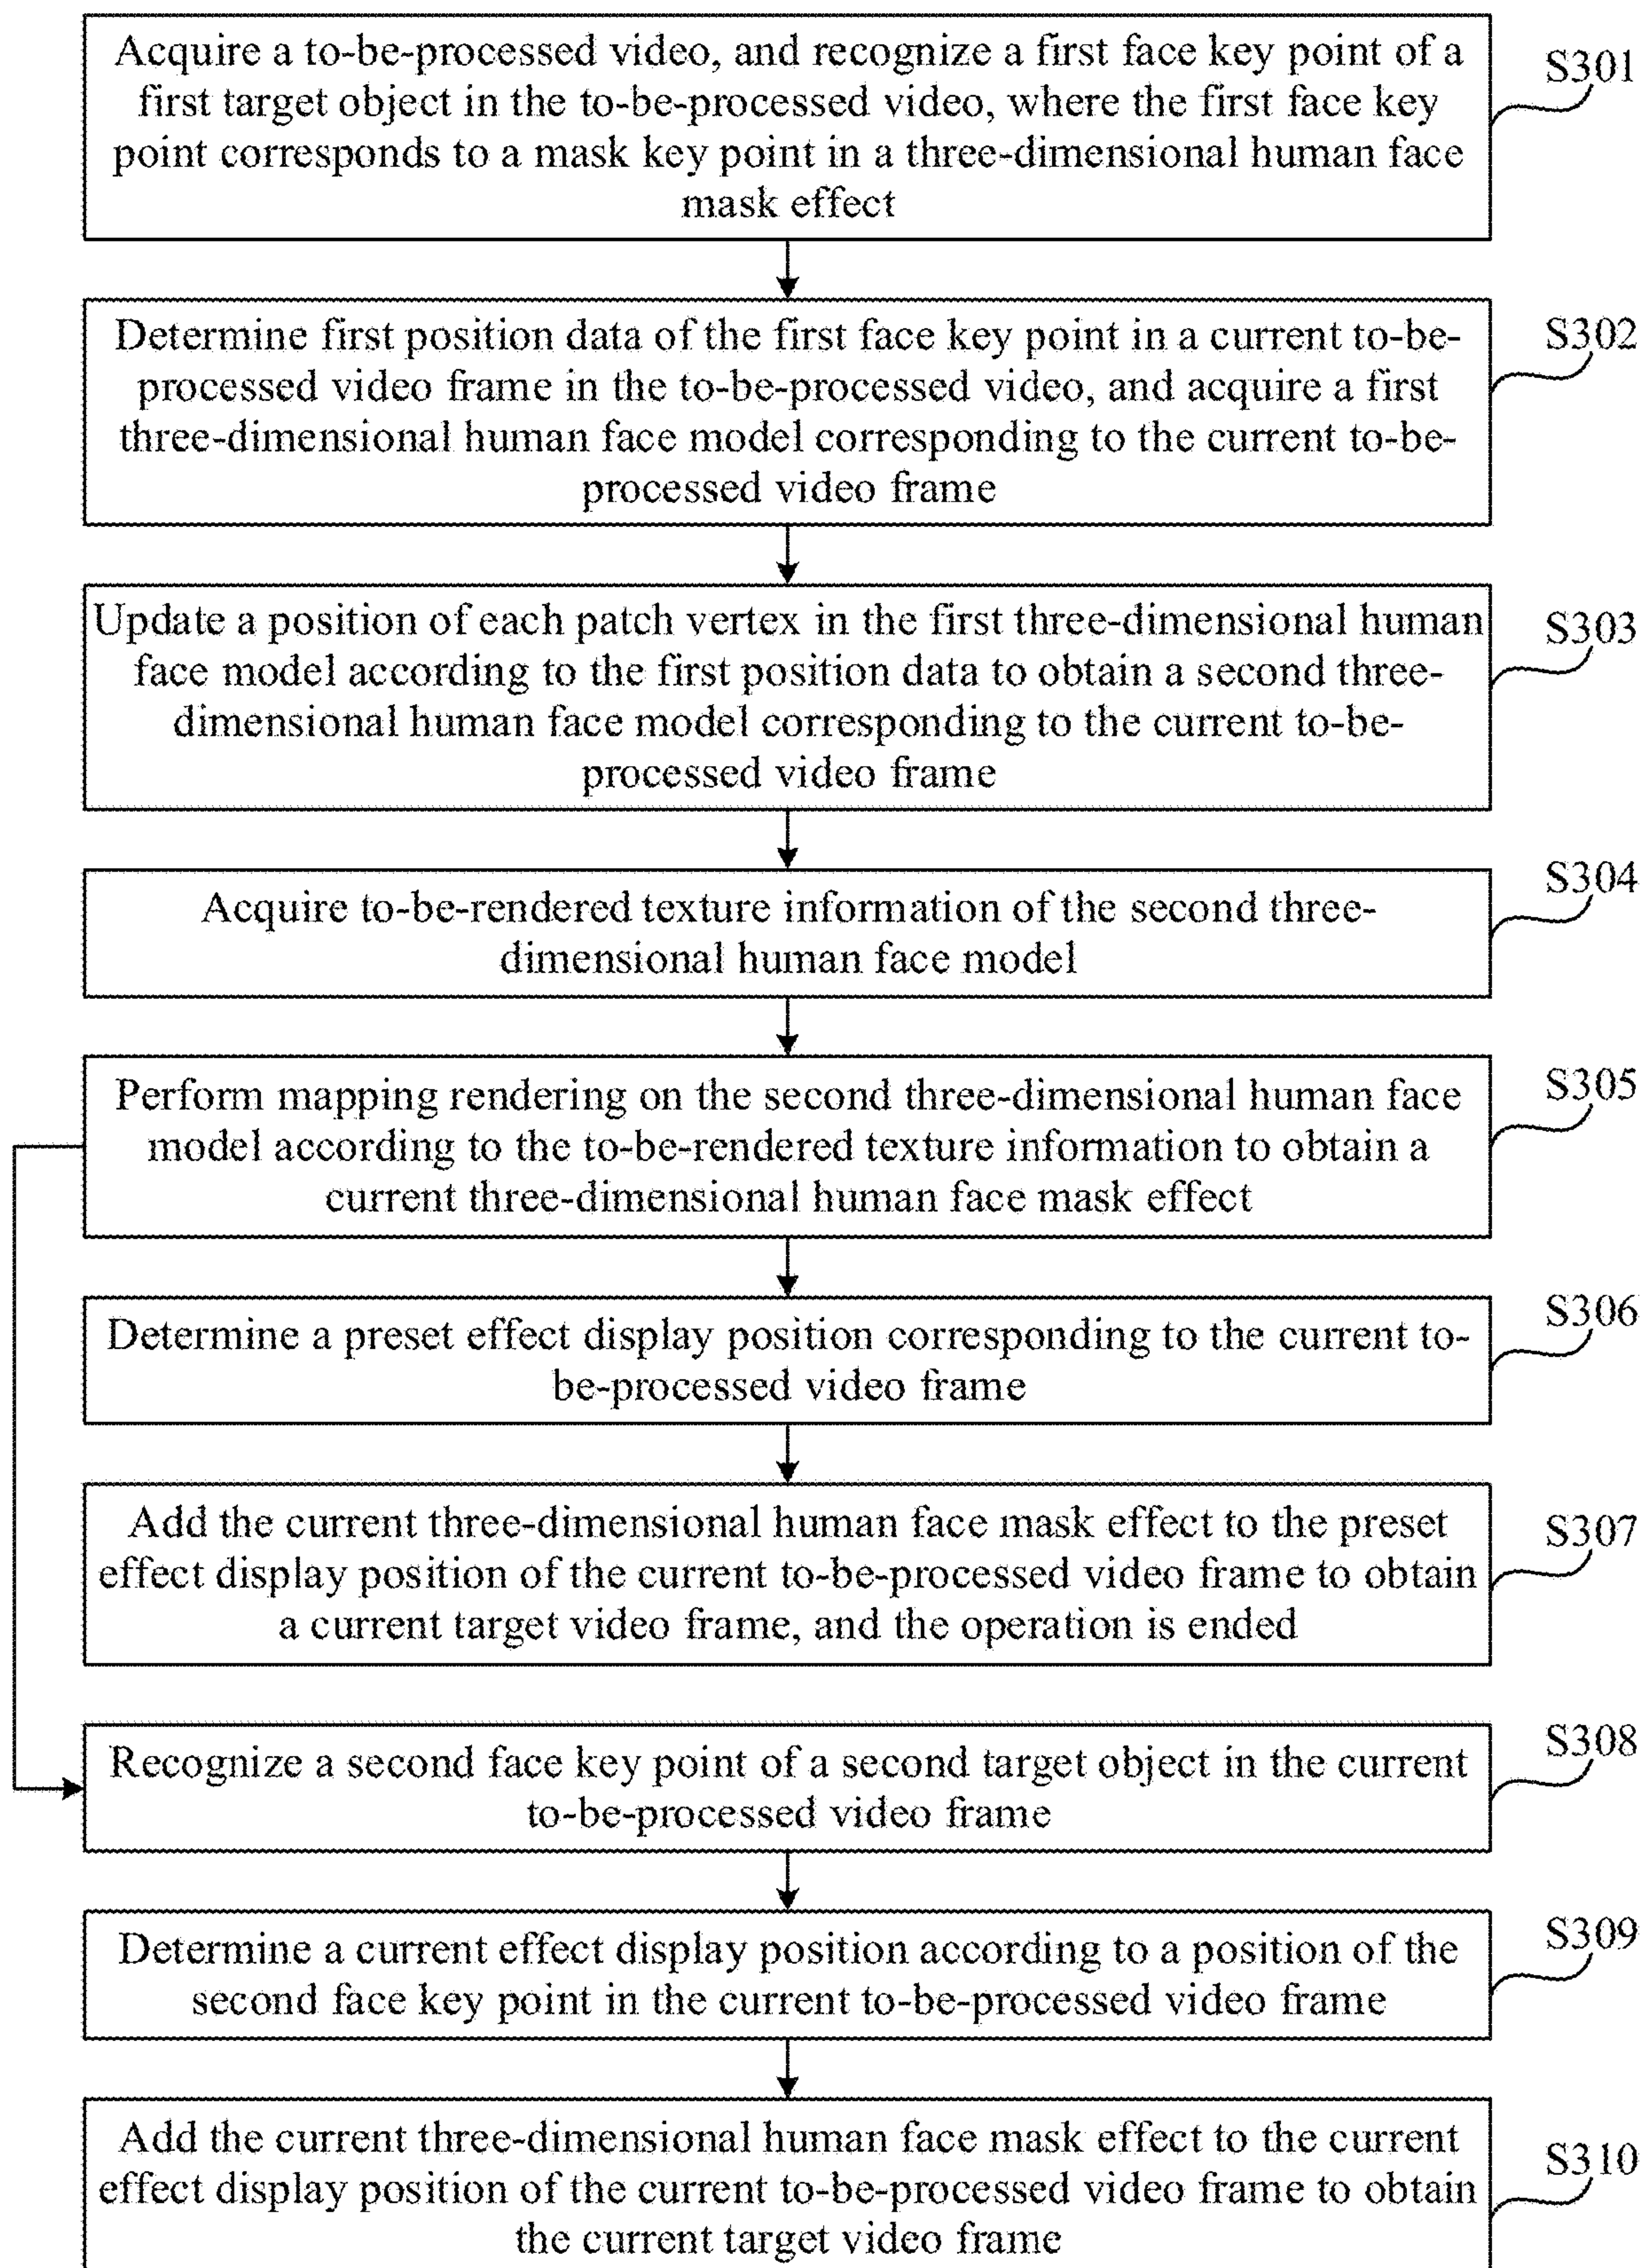 Acquire a to-be-processed video, and recognize a first face key point of a
first target object in the to-be-processed video, where the first face key
point corresponds to a mask key point in a three-dimensional human face
mask effect
S301
Determine first position data of the first face key point in a current to-be-
processed video frame in the to-be-processed video, and acquire a first
three-dimensional human face model corresponding to the current to-be-
processed video frame
S302
Update a position of each patch vertex in the first three-dimensional human
face model according to the first position data to obtain a second three-
dimensional human face model corresponding to the current to-be-
processed video frame
S303
Acquire to-be-rendered texture information of the second three-
dimensional human face model
S304
Perform mapping rendering on the second three-dimensional human face
model according to the to-be-rendered texture information to obtain a
current three-dimensional human face mask effect
S305
Determine a preset effect display position corresponding to the current to-
be-processed video frame
S306
Add the current three-dimensional human face mask effect to the preset
effect display position of the current to-be-processed video frame to obtain
a current target video frame, and the operation is ended
S307
Recognize a second face key point of a second target object in the current
to-be-processed video frame
S308
Determine a current effect display position according to a position of the
second face key point in the current to-be-processed video frame
S309
Add the current three-dimensional human face mask effect to the current
effect display position of the current to-be-processed video frame to obtain
the current target video frame
S310